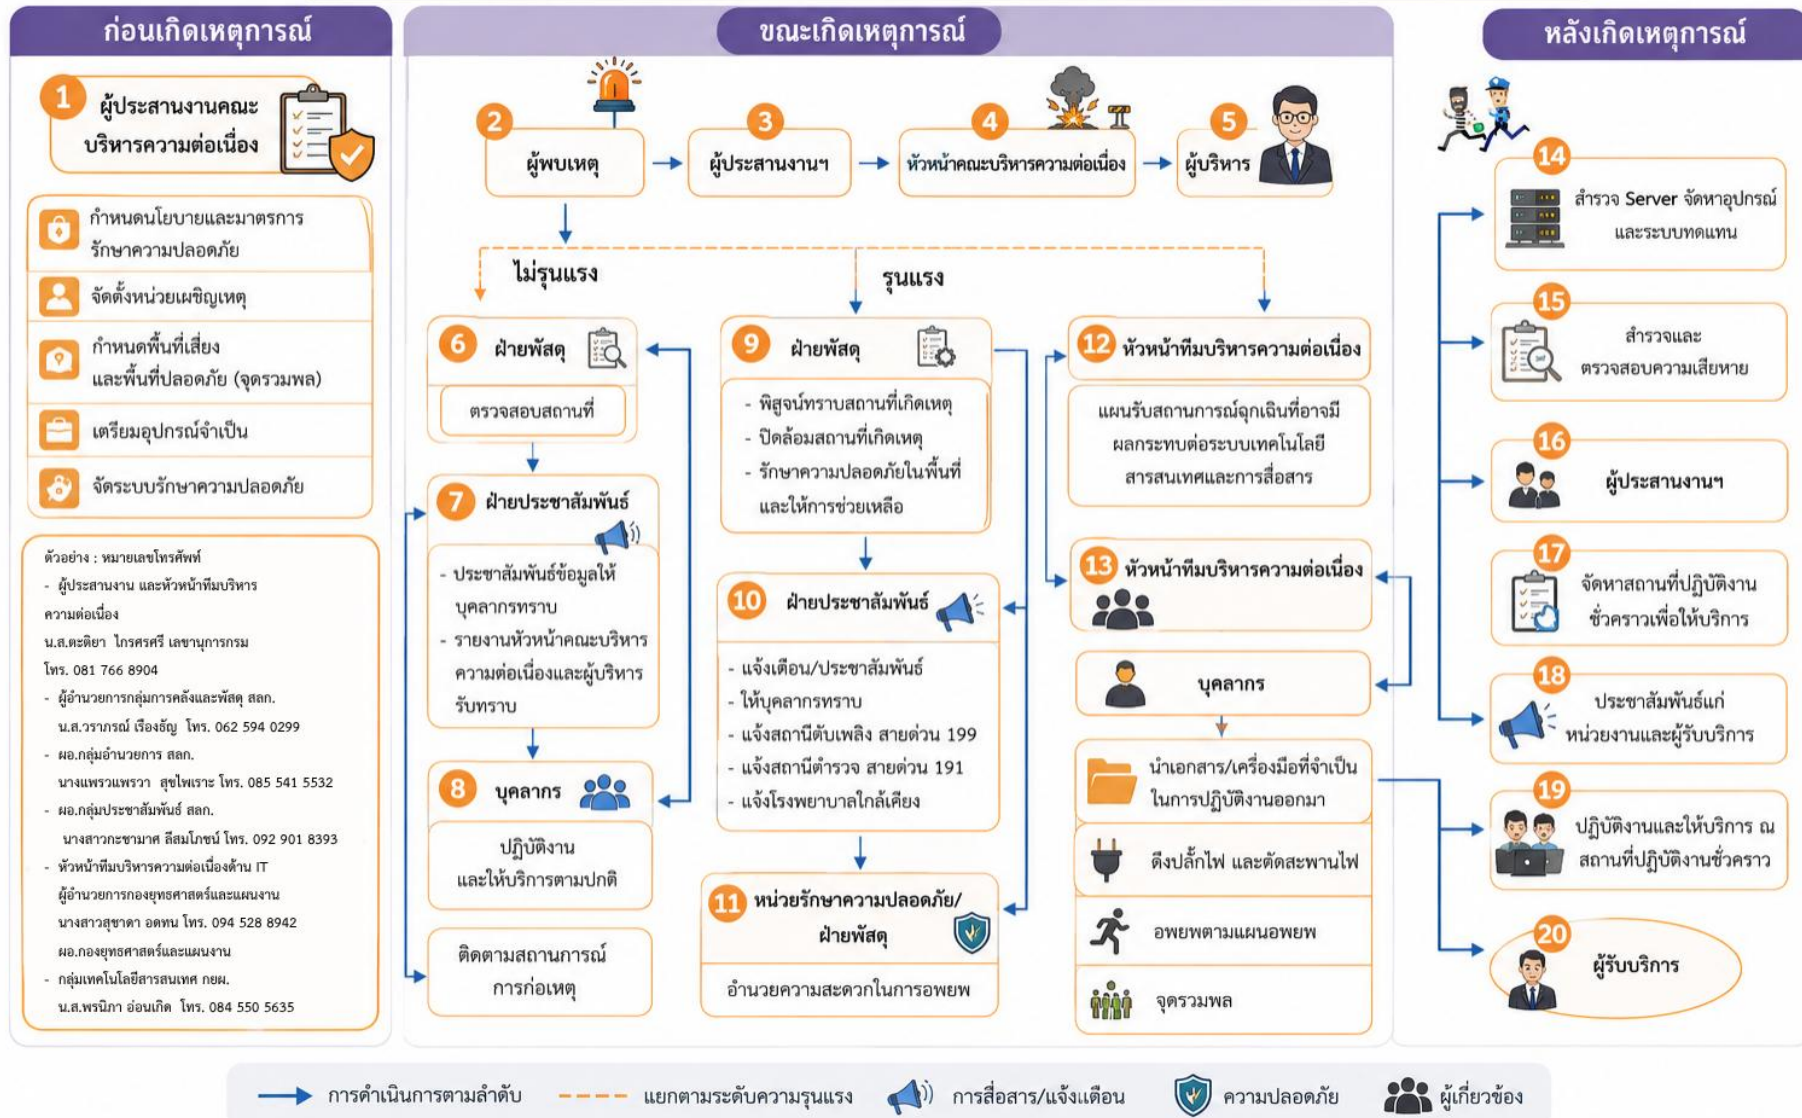 ก่อนเกิดเหตุการณ์
1
ผู้ประสานงานคณะ
บริหารความต่อเนื่อง
กำหนดนโยบายและมาตรการ
รักษาความปลอดภัย
จัดตั้งหน่วยเผชิญเหตุ
กำหนดพื้นที่เสี่ยง
และพื้นที่ปลอดภัย (จุดรวมพล)
เตรียมอุปกรณ์จำเป็น
จัดระบบรักษาความปลอดภัย
ตัวอย่าง : หมายเลขโทรศัพท์
- ผู้ประสานงาน และหัวหน้าทีมบริหาร
ความต่อเนื่อง
น.ส.ตะติยา ไกรศรศรี เลขานุการกรม
โทร. 081 766 8904
- ผู้อำนวยการกลุ่มการคลังและพัสดุ สลก.
น.ส.วราภรณ์ เรืองธัญ โทร. 062 594 0299
- ผอ.กลุ่มอำนวยการ สลก.
นางแพรวแพรวา สุขไพเราะ โทร. 085 541 5532
- ผอ.กลุ่มประชาสัมพันธ์ สลก.
นางสาวกะชามาศ ลีสมโภชน์ โทร. 092 901 8393
- หัวหน้าทีมบริหารความต่อเนื่องด้าน IT
ผู้อำนวยการกองยุทธศาสตร์และแผนงาน
นางสาวสุชาดา อดทน โทร. 094 528 8942
ผอ.กองยุทธศาสตร์และแผนงาน
- กลุ่มเทคโนโลยีสารสนเทศ กยผ.
น.ส.พรนิภา อ่อนเกิด โทร. 084 550 5635
ขณะเกิดเหตุการณ์
2
ผู้พบเหตุ
3
ผู้ประสานงานฯ
4
หัวหน้าคณะบริหารความต่อเนื่อง
5
ผู้บริหาร
ไม่รุนแรง
รุนแรง
6
ฝ่ายพัสดุ
ตรวจสอบสถานที่
7
ฝ่ายประชาสัมพันธ์
- ประชาสัมพันธ์ข้อมูลให้
บุคลากรทราบ
- รายงานหัวหน้าคณะบริหาร
ความต่อเนื่องและผู้บริหาร
รับทราบ
8
บุคลากร
ปฏิบัติงาน
และให้บริการตามปกติ
ติดตามสถานการณ์
การก่อเหตุ
9
ฝ่ายพัสดุ
- พิสูจน์ทราบสถานที่เกิดเหตุ
- ปิดล้อมสถานที่เกิดเหตุ
- รักษาความปลอดภัยในพื้นที่
และให้การช่วยเหลือ
10
ฝ่ายประชาสัมพันธ์
- แจ้งเตือน/ประชาสัมพันธ์
- ให้บุคลากรทราบ
- แจ้งสถานีดับเพลิง สายด่วน 199
- แจ้งสถานีตำรวจ สายด่วน 191
- แจ้งโรงพยาบาลใกล้เคียง
11
หน่วยรักษาความปลอดภัย/
ฝ่ายพัสดุ
อำนวยความสะดวกในการอพยพ
12
หัวหน้าทีมบริหารความต่อเนื่อง
แผนรับสถานการณ์ฉุกเฉินที่อาจมี
ผลกระทบต่อระบบเทคโนโลยี
สารสนเทศและการสื่อสาร
13
หัวหน้าทีมบริหารความต่อเนื่อง
บุคลากร
นำเอกสาร/เครื่องมือที่จำเป็น
ในการปฏิบัติงานออกมา
ดึงปลั๊กไฟ และตัดสะพานไฟ
อพยพตามแผนอพยพ
จุดรวมพล
หลังเกิดเหตุการณ์
14
สำรวจ Server จัดหาอุปกรณ์
และระบบทดแทน
15
สำรวจและ
ตรวจสอบความเสียหาย
16
ผู้ประสานงานฯ
17
จัดหาสถานที่ปฏิบัติงาน
ชั่วคราวเพื่อให้บริการ
18
ประชาสัมพันธ์แก่
หน่วยงานและผู้รับบริการ
19
ปฏิบัติงานและให้บริการ ณ
สถานที่ปฏิบัติงานชั่วคราว
20
ผู้รับบริการ
การดำเนินการตามลำดับ
แยกตามระดับความรุนแรง
การสื่อสาร/แจ้งเตือน
ความปลอดภัย
ผู้เกี่ยวข้อง